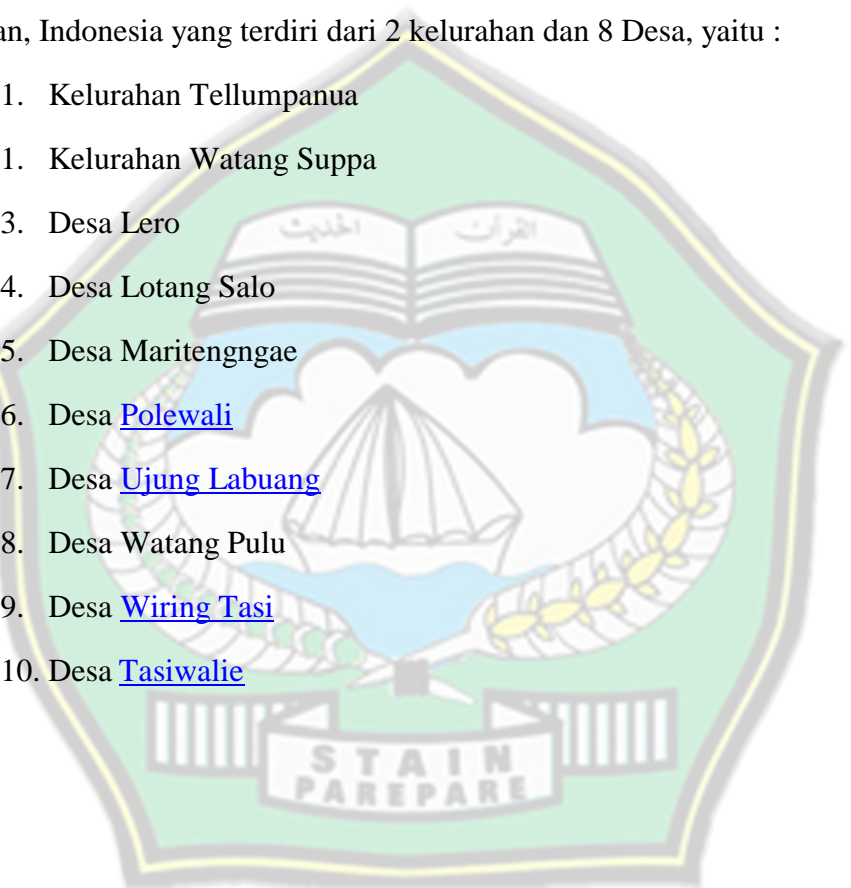 an, Indonesia yang terdiri dari 2 kelurahan dan 8 Desa, yaitu :
1. Kelurahan Tellumpanua
1. Kelurahan Watang Suppa
3. Desa Lero
4. Desa Lotang Salo
5. Desa Maritengngae
6. Desa Polewali
7. Desa Ujung Labuang
8. Desa Watang Pulu
9. Desa Wiring Tasi
10. Desa Tasiwalie
الحديث القرآن
STAIN
PAREPARE